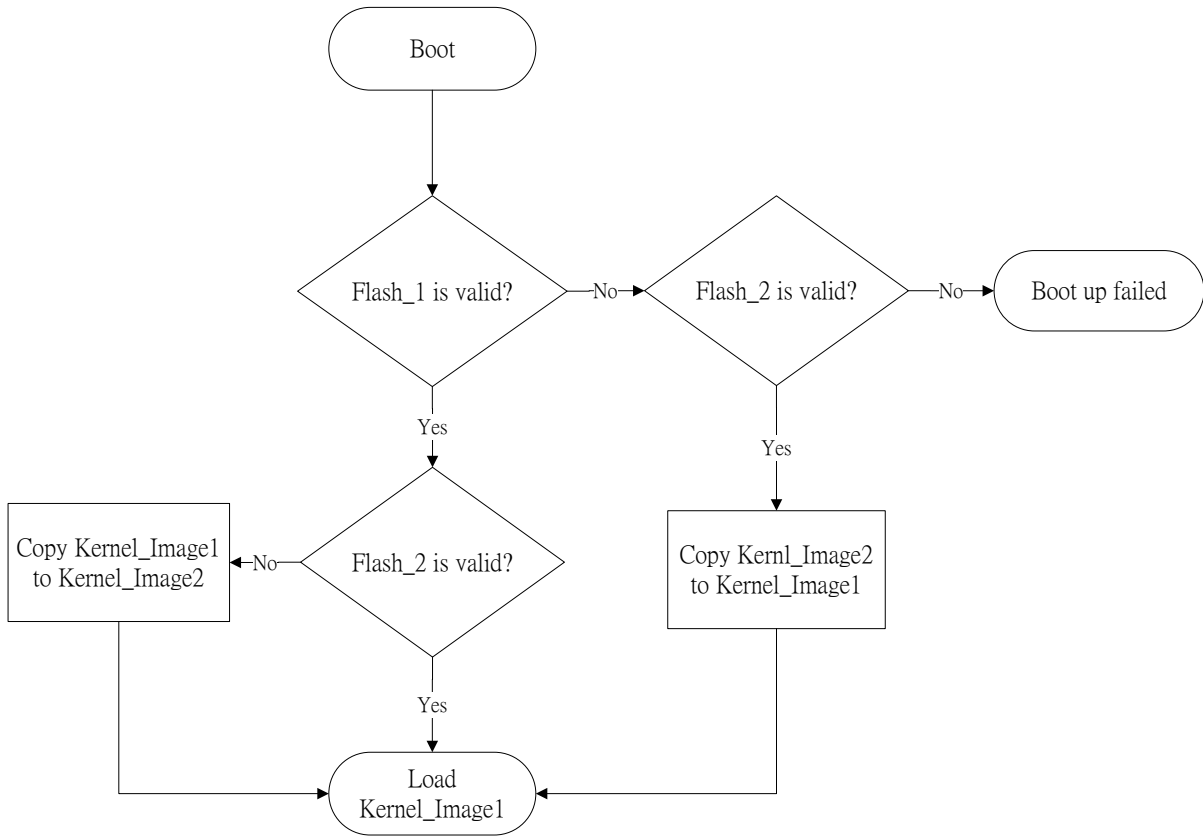 Boot
Flash_1 is valid?
No
Flash_2 is valid?
No
Boot up failed
Yes
Yes
Copy Kernel_Image1
to Kernel_Image2
No
Flash_2 is valid?
Copy Kernl_Image2
to Kernel_Image1
Yes
Load
Kernel_Image1